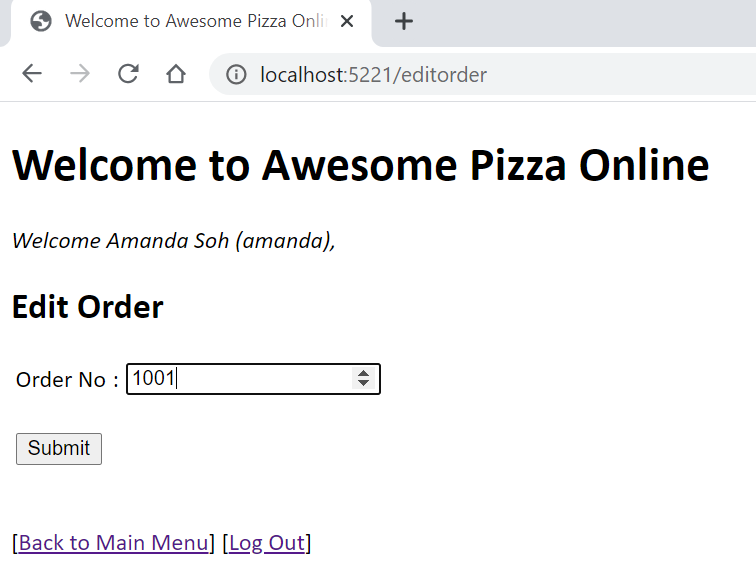 Welcome to Awesome Pizza Onli
localhost:5221/editorder
Welcome to Awesome Pizza Online
Welcome Amanda Soh (amanda),
Edit Order
Order No : 1001
Submit
[Back to Main Menu] [Log Out]